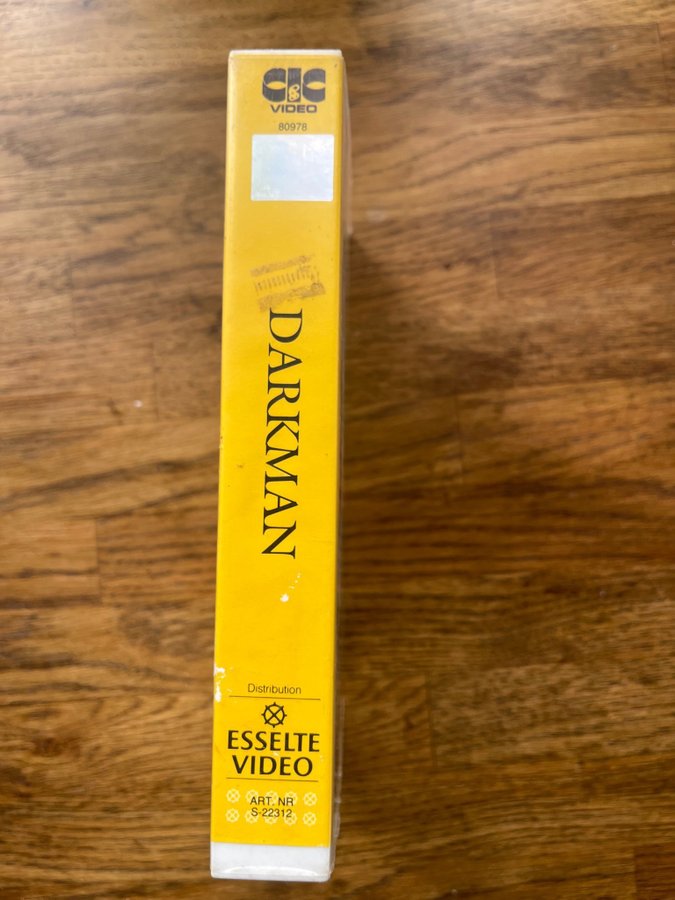 CIC
VIDEO
80978
DARKMAN
Distribution
ESSELTE
VIDEO
ART. NR
S-22312